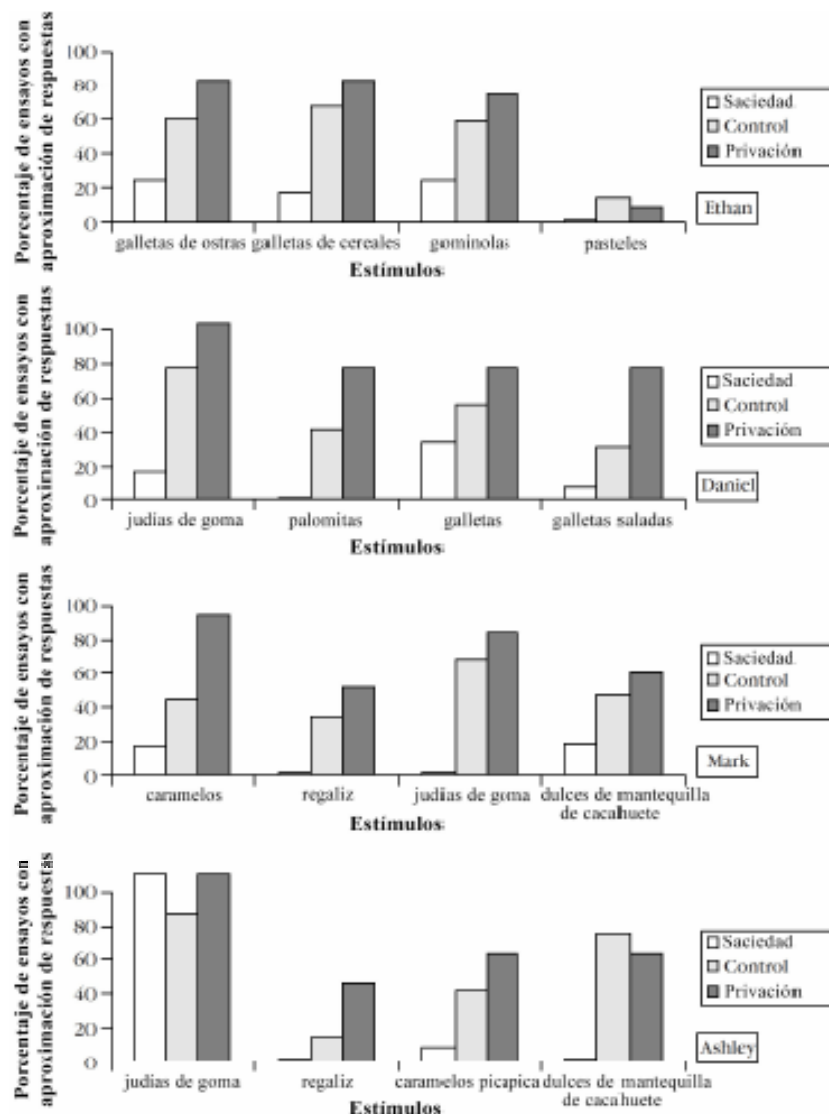 Porcentaje de ensayos con
aproximación de respuestas
100
80
60
40
20
0
galletas de ostras
galletas de cereales
gominolas
pasteles
Estímulos
Saciedad
Control
Privación
Ethan
Porcentaje de ensayos con
aproximación de respuestas
100
80
60
40
20
0
judías de goma
palomitas
galletas
galletas saladas
Estímulos
Saciedad
Control
Privación
Daniel
Porcentaje de ensayos con
aproximación de respuestas
100
80
60
40
20
0
caramelos
regaliz
judías de goma
dulces de mantequilla
de cacahuete
Estímulos
Saciedad
Control
Privación
Mark
Porcentaje de ensayos con
aproximación de respuestas
100
80
60
40
20
0
judías de goma
regaliz
caramelos picapica
dulces de mantequilla
de cacahuete
Estímulos
Saciedad
Control
Privación
Ashley